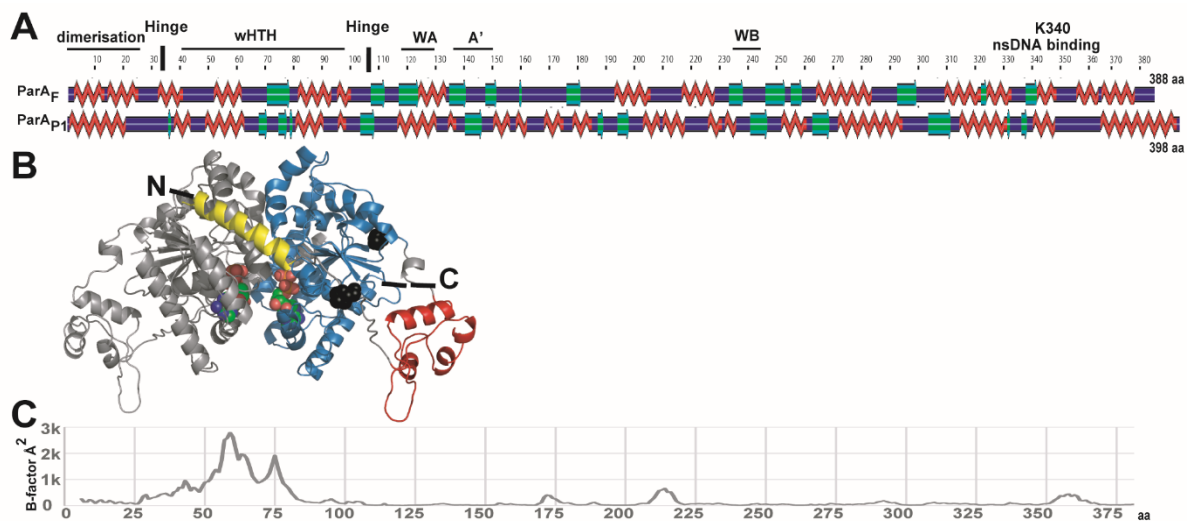 A
dimerisation Hinge wHTH Hinge WA A' WB K340
nsDNA binding
10 20 30 40 50 60 70 80 90 100 110 120 130 140 150 160 170 180 190 200 210 220 230 240 250 260 270 280 290 300 310 320 330 340 350 360 370 380
388 aa
ParA F
ParA P1
398 aa
B
N
C
C
B-factor Å2
3k
2k
1k
0
0 25 50 75 100 125 150 175 200 225 250 275 300 325 350 375 aa